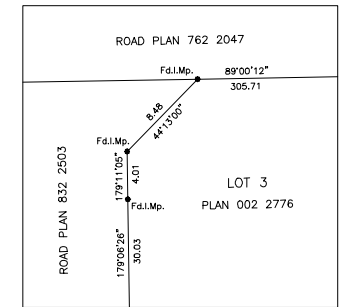 ROAD PLAN 762 2047
Fd.I.Mp.
89°00'12"
305.71
8.48
44°13'00"
Fd.I.Mp.
179°11'05"
4.01
Fd.I.Mp.
LOT 3
PLAN 002 2776
ROAD PLAN 832 2503
179°06'26"
30.03